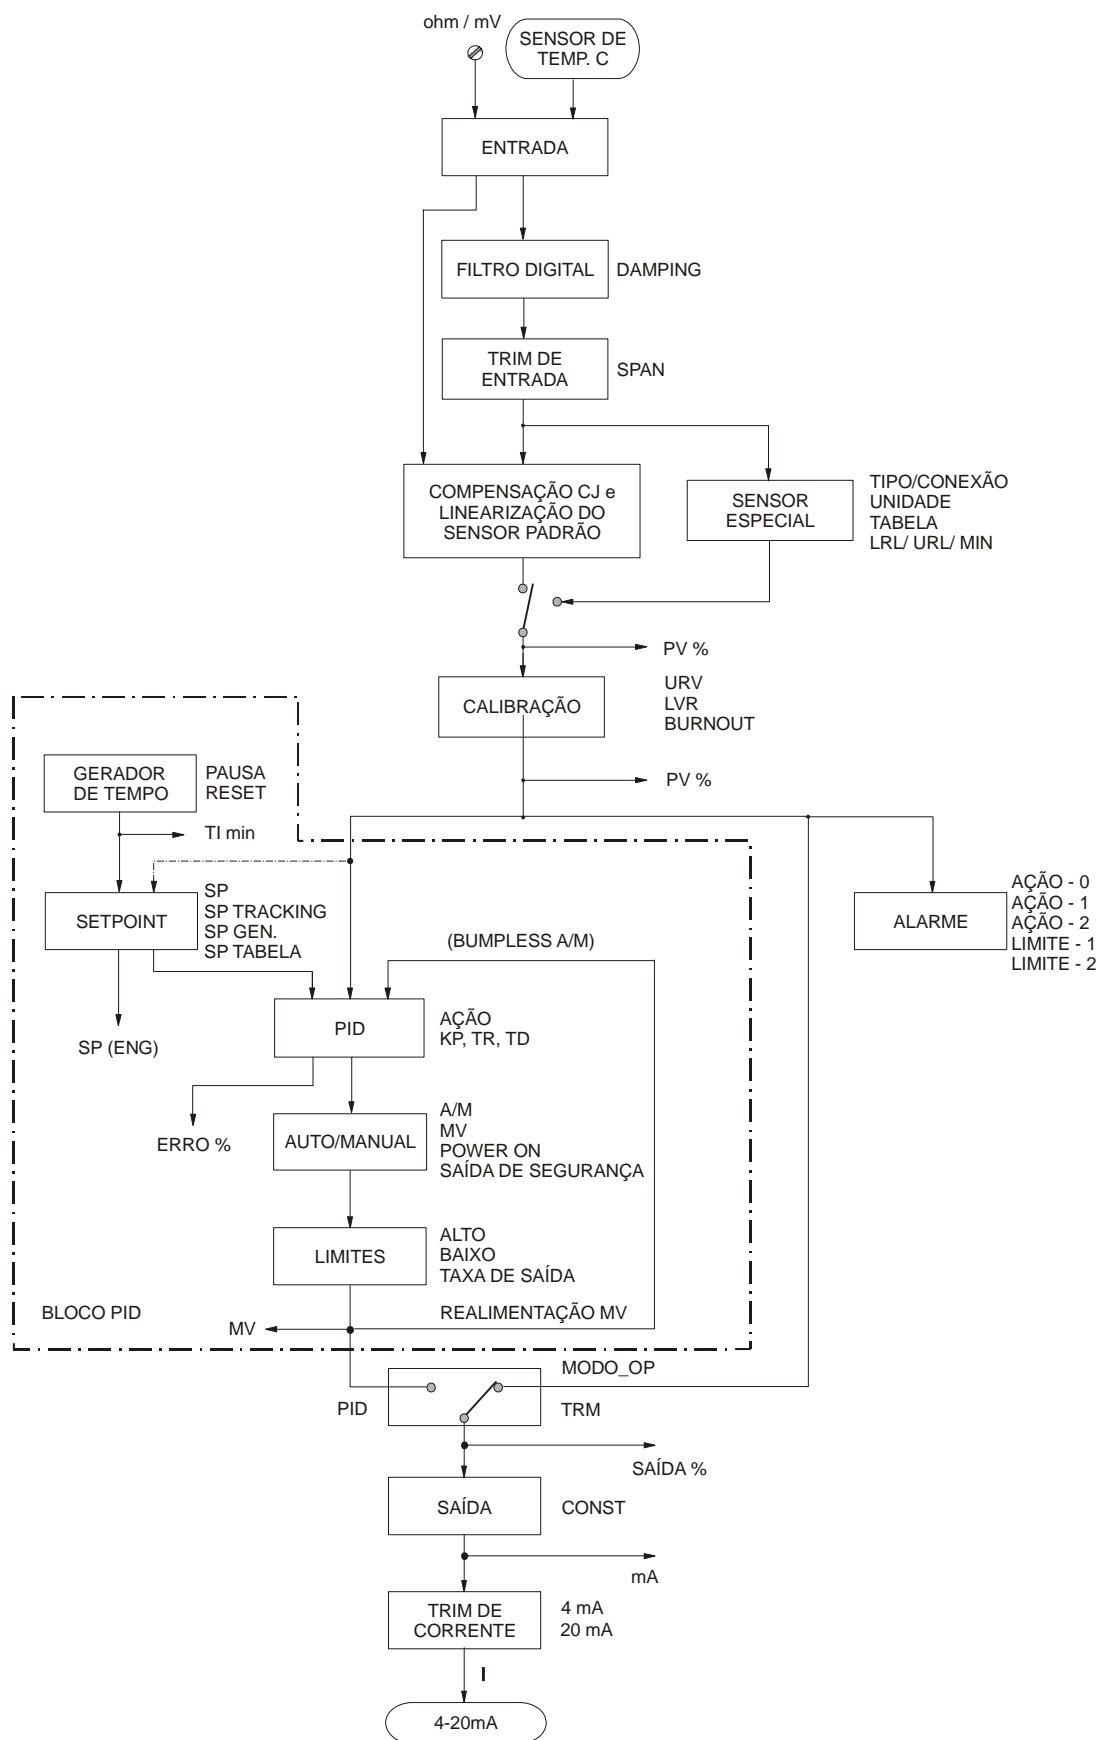 ohm / mV
SENSOR DE
TEMP. C
ENTRADA
FILTRO DIGITAL
DAMPING
TRIM DE
ENTRADA
SPAN
COMPENSAÇÃO CJ e
LINEARIZAÇÃO DO
SENSOR PADRÃO
SENSOR
ESPECIAL
TIPO/CONEXÃO
UNIDADE
TABELA
LRL/ URL/ MIN
PV %
CALIBRAÇÃO
URV
LVR
BURNOUT
PV %
GERADOR
DE TEMPO
PAUSA
RESET
TI min
SETPOINT
SP
SP TRACKING
SP GEN.
SP TABELA
SP (ENG)
ALARME
AÇÃO - 0
AÇÃO - 1
AÇÃO - 2
LIMITE - 1
LIMITE - 2
(BUMPLESS A/M)
PID
AÇÃO
KP, TR, TD
ERRO %
AUTO/MANUAL
A/M
MV
POWER ON
SAÍDA DE SEGURANÇA
LIMITES
ALTO
BAIXO
TAXA DE SAÍDA
BLOCO PID
REALIMENTAÇÃO MV
MV
MODO_OP
PID
TRM
SAÍDA %
SAÍDA
CONST
mA
TRIM DE
CORRENTE
4 mA
20 mA
I
4-20mA